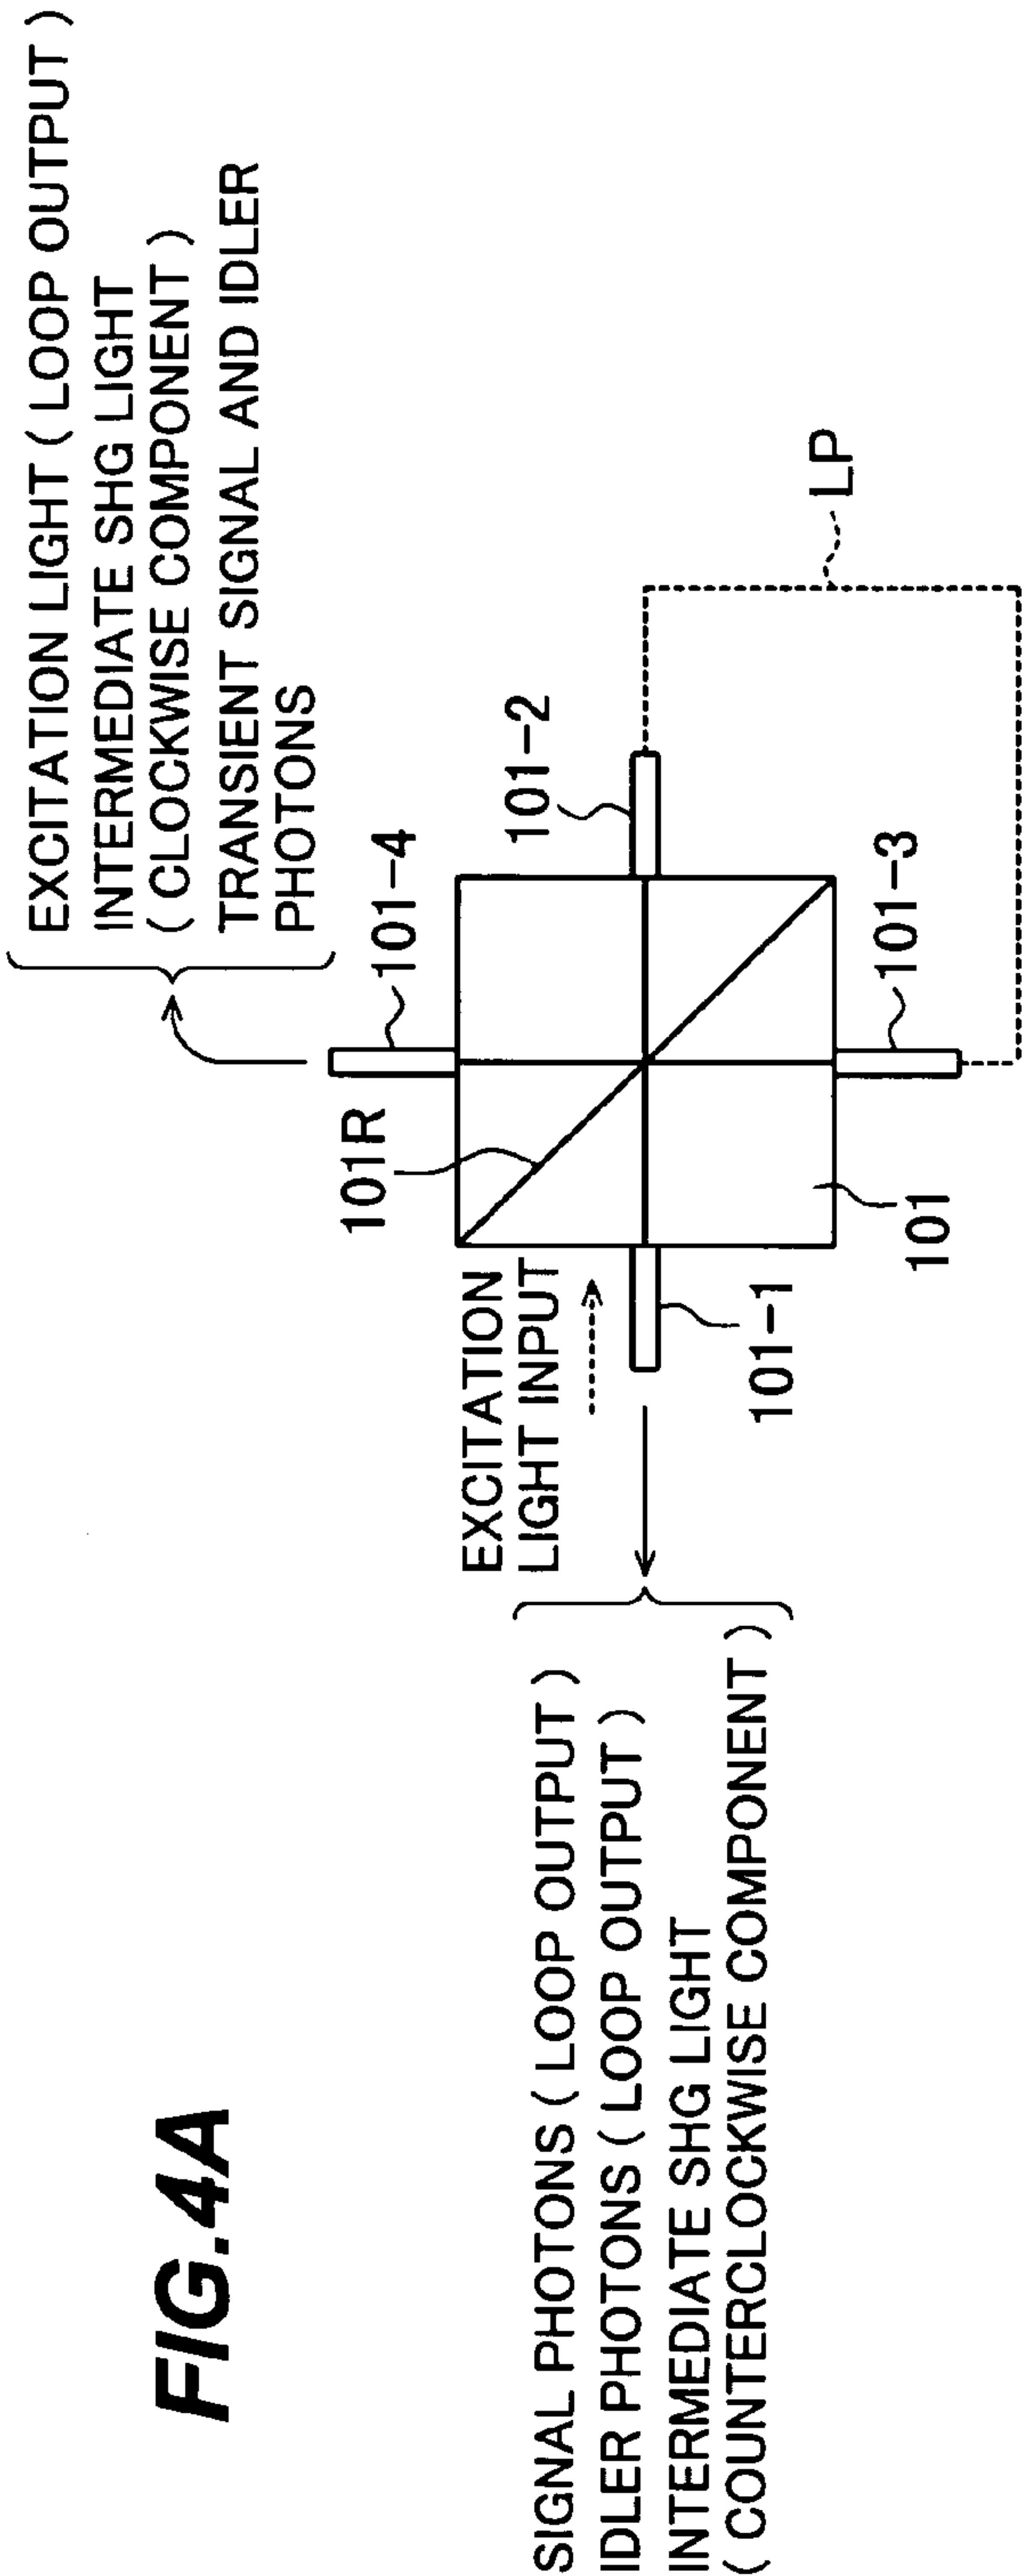 FIG.4A
EXCITATION LIGHT ( LOOP OUTPUT )
INTERMEDIATE SHG LIGHT
( CLOCKWISE COMPONENT )
TRANSIENT SIGNAL AND IDLER
PHOTONS
101-4
101R
EXCITATION
LIGHT INPUT
101-2
LP
SIGNAL PHOTONS ( LOOP OUTPUT )
IDLER PHOTONS ( LOOP OUTPUT )
INTERMEDIATE SHG LIGHT
( COUNTERCLOCKWISE COMPONENT )
101-1
101
101-3